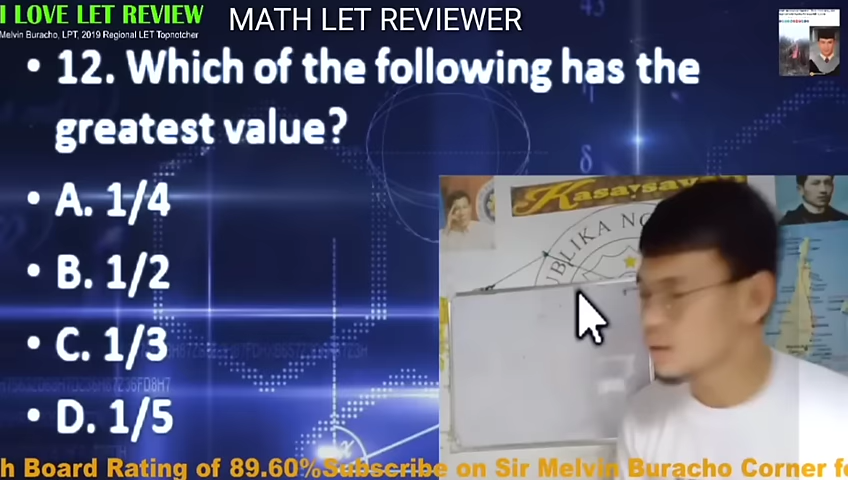 I LOVE LET REVIEW
Melvin Buracho, LPT, 2019 Regional LET Topnotcher
MATH LET REVIEWER
• 12. Which of the following has the
greatest value?
• A. 1/4
• B. 1/2
• C. 1/3
• D. 1/5
Kasaysayan
BLIKA NG
h Board Rating of 89.60%Subscribe on Sir Melvin Buracho Corner fo